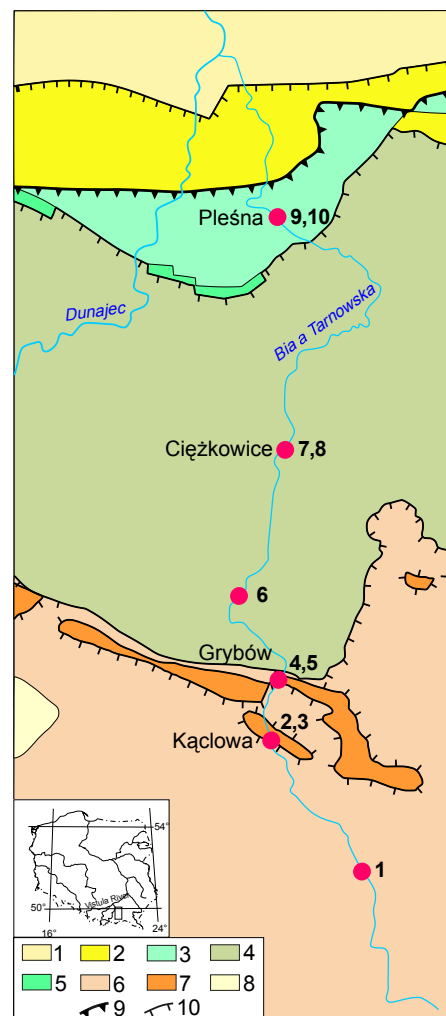 Pleśna 9,10
Dunajec
Bia a Tarnowska
Ciężkowice 7,8
6
Grybów
4,5
2,3
Kąclowa
1
54°
Vistula River
50°
16°
24°
1 2 3 4
5 6 7 8
9 10